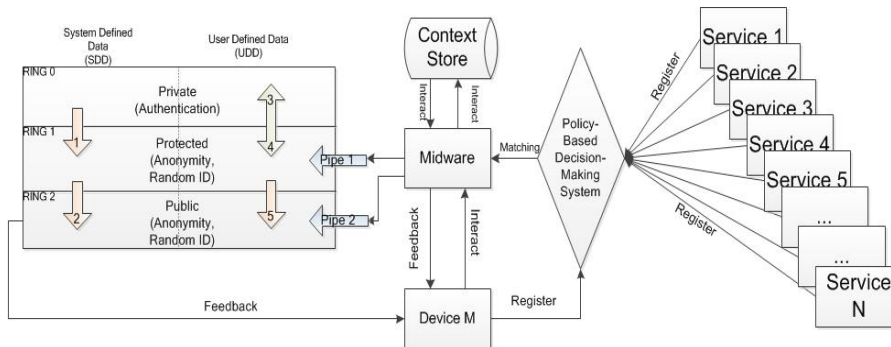 System Defined
Data
(SDD)
User Defined Data
(UDD)
RING 0
Private
(Authentication)
1
3
4
RING 1
Protected
(Anonymity,
Random ID)
Pipe 1
RING 2
Public
(Anonymity,
Random ID)
2
5
Pipe 2
Context
Store
Interact
Interact
Midware
Matching
Feedback
Interact
Feedback
Device M
Register
Policy-
Based
Decision-
Making
System
Register
Register
Service 1
Service 2
Service 3
Service 4
Service 5
...
...
Service
N